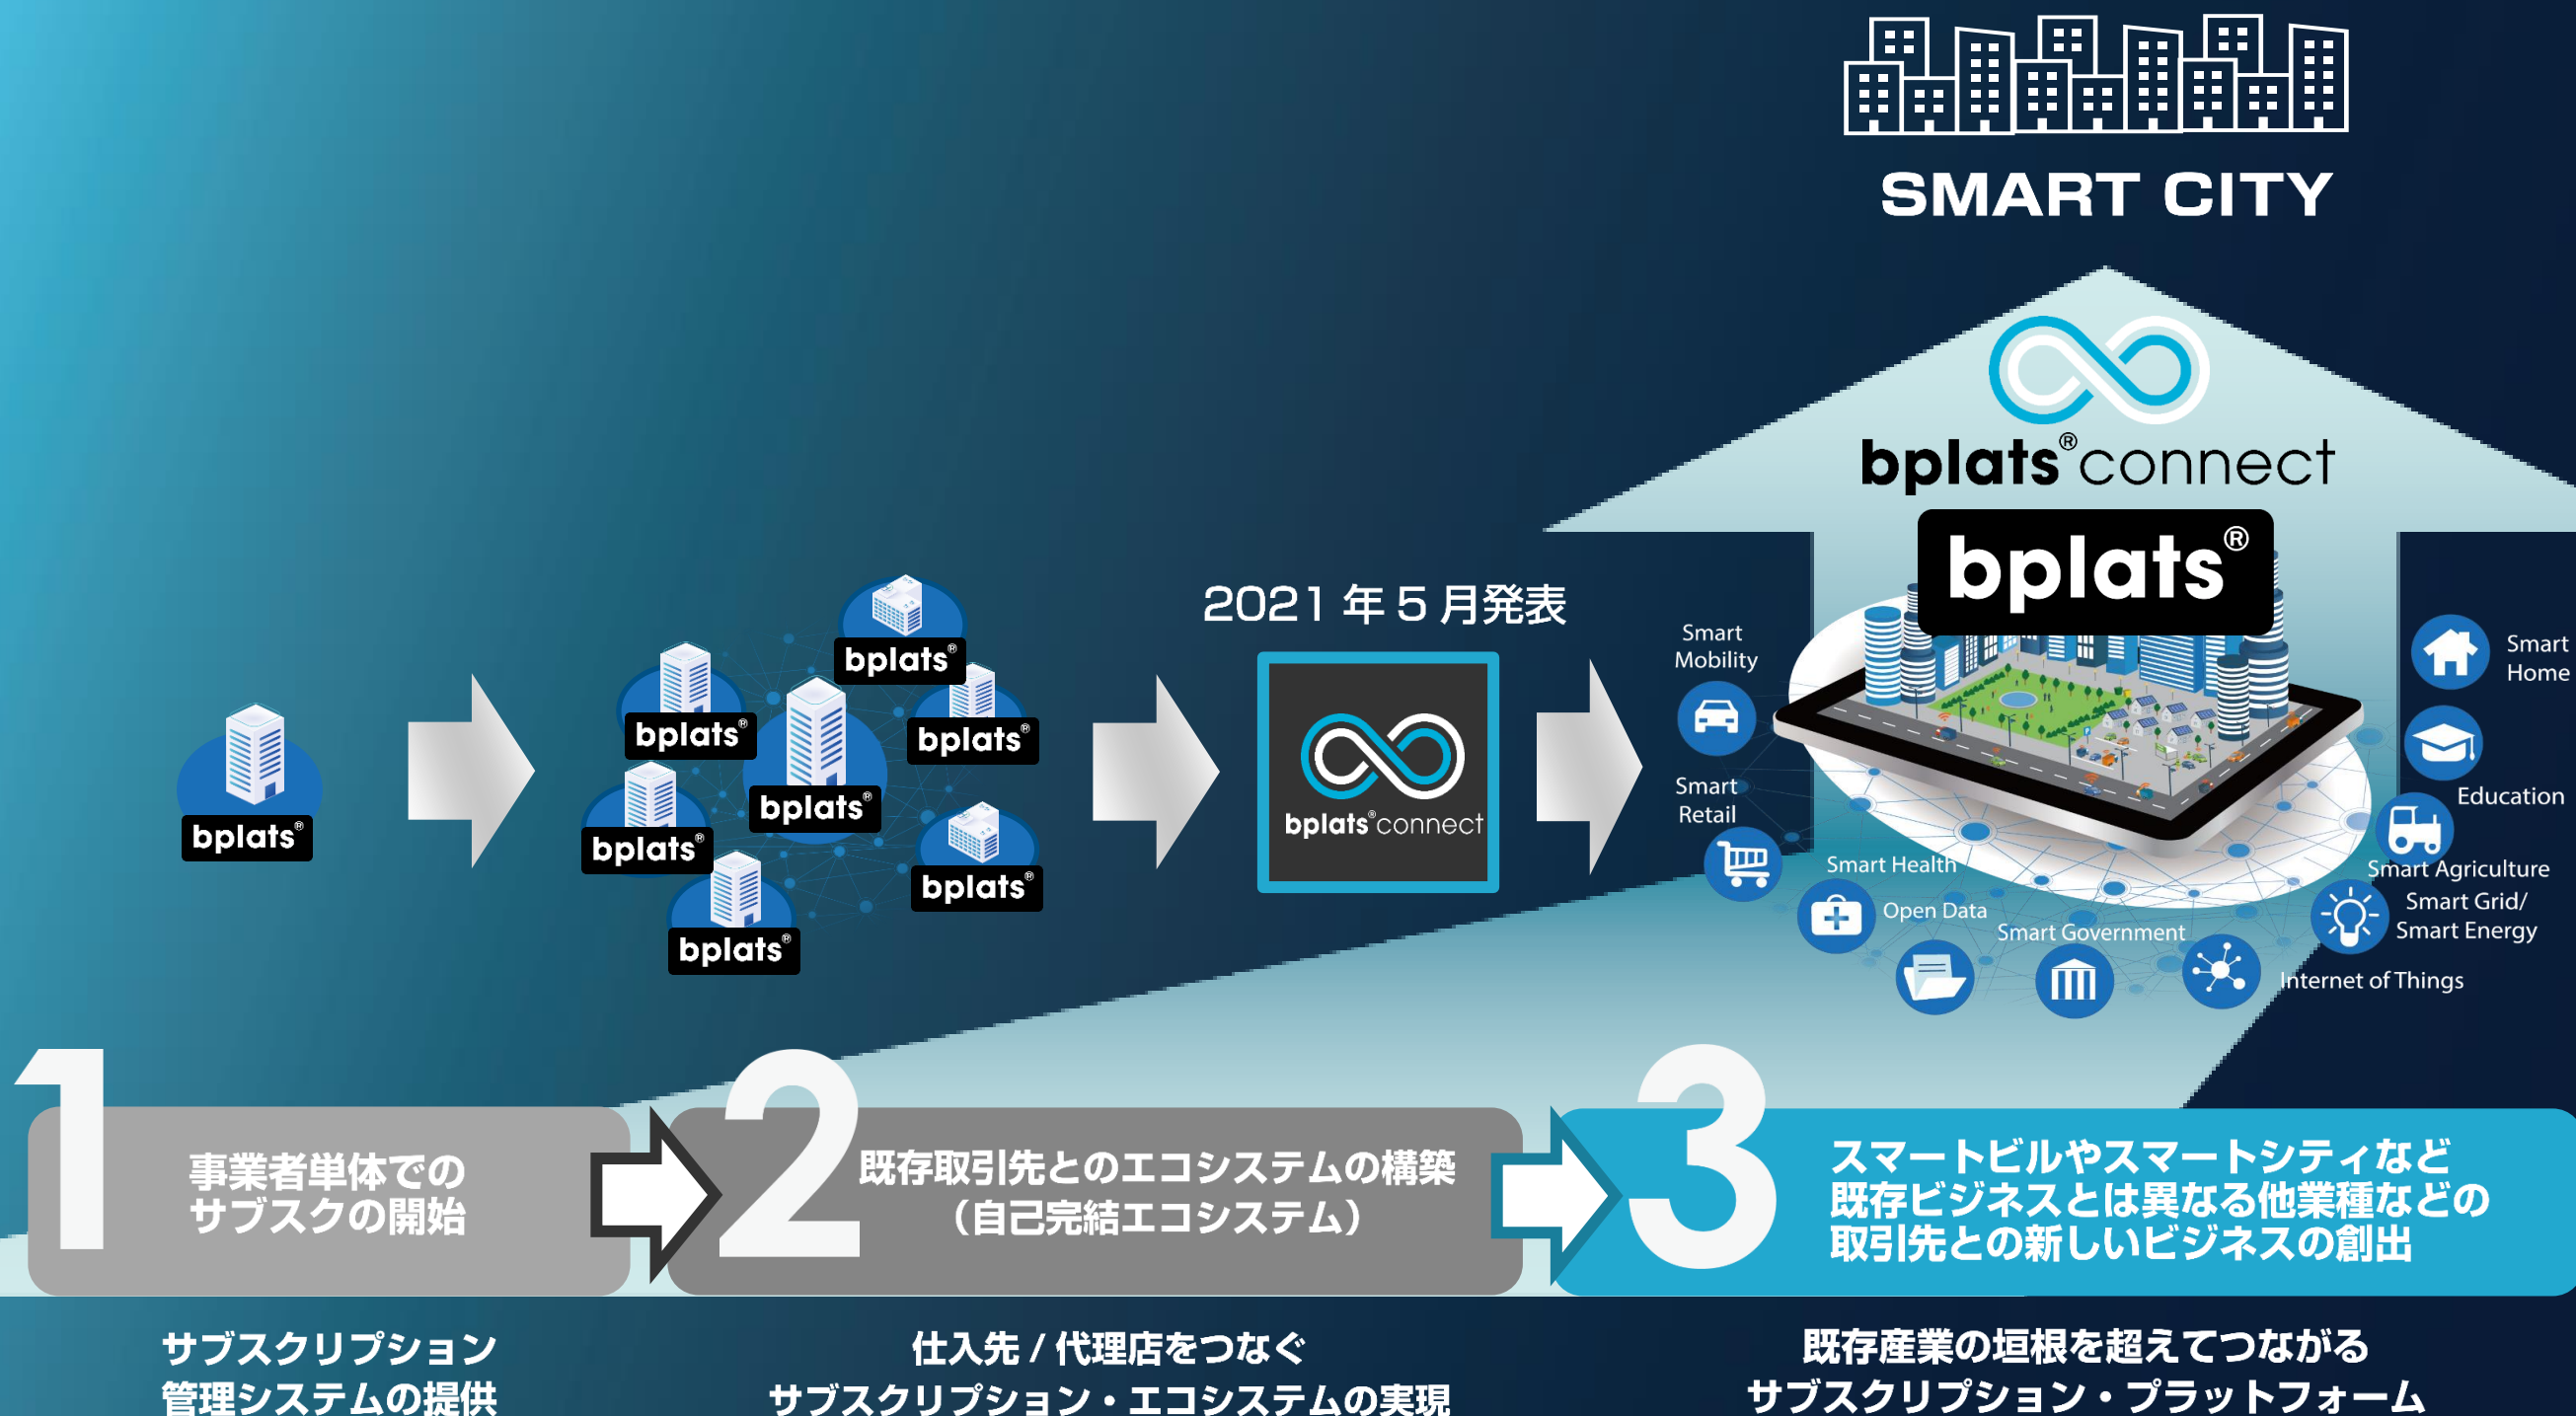 SMART CITY
bplats®connect
bplats®
2021 年 5 月発表
bplats®connect
bplats®
bplats®
bplats®
bplats®
bplats®
bplats®
bplats®
bplats®
Smart
Mobility
Smart
Retail
Smart Health
Open Data
Smart Government
Internet of Things
Smart Grid/
Smart Energy
Smart Agriculture
Education
Smart
Home
1
事業者単体での
サブスクの開始
2
既存取引先とのエコシステムの構築
（自己完結エコシステム）
3
スマートビルやスマートシティなど
既存ビジネスとは異なる他業種などの
取引先との新しいビジネスの創出
サブスクリプション
管理システムの提供
仕入先 / 代理店をつなぐ
サブスクリプション・エコシステムの実現
既存産業の垣根を超えてつながる
サブスクリプション・プラットフォーム